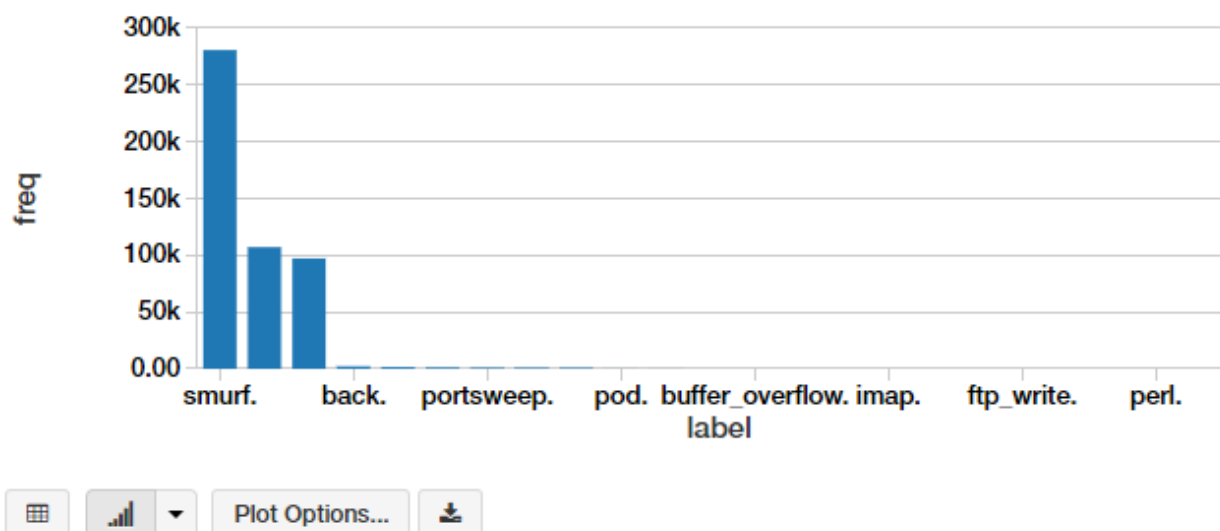 300k
250k
200k
150k
100k
50k
0.00
freq
smurf. back. portsweep. pod. buffer_overflow. imap. ftp_write. perl.
label
Plot Options...